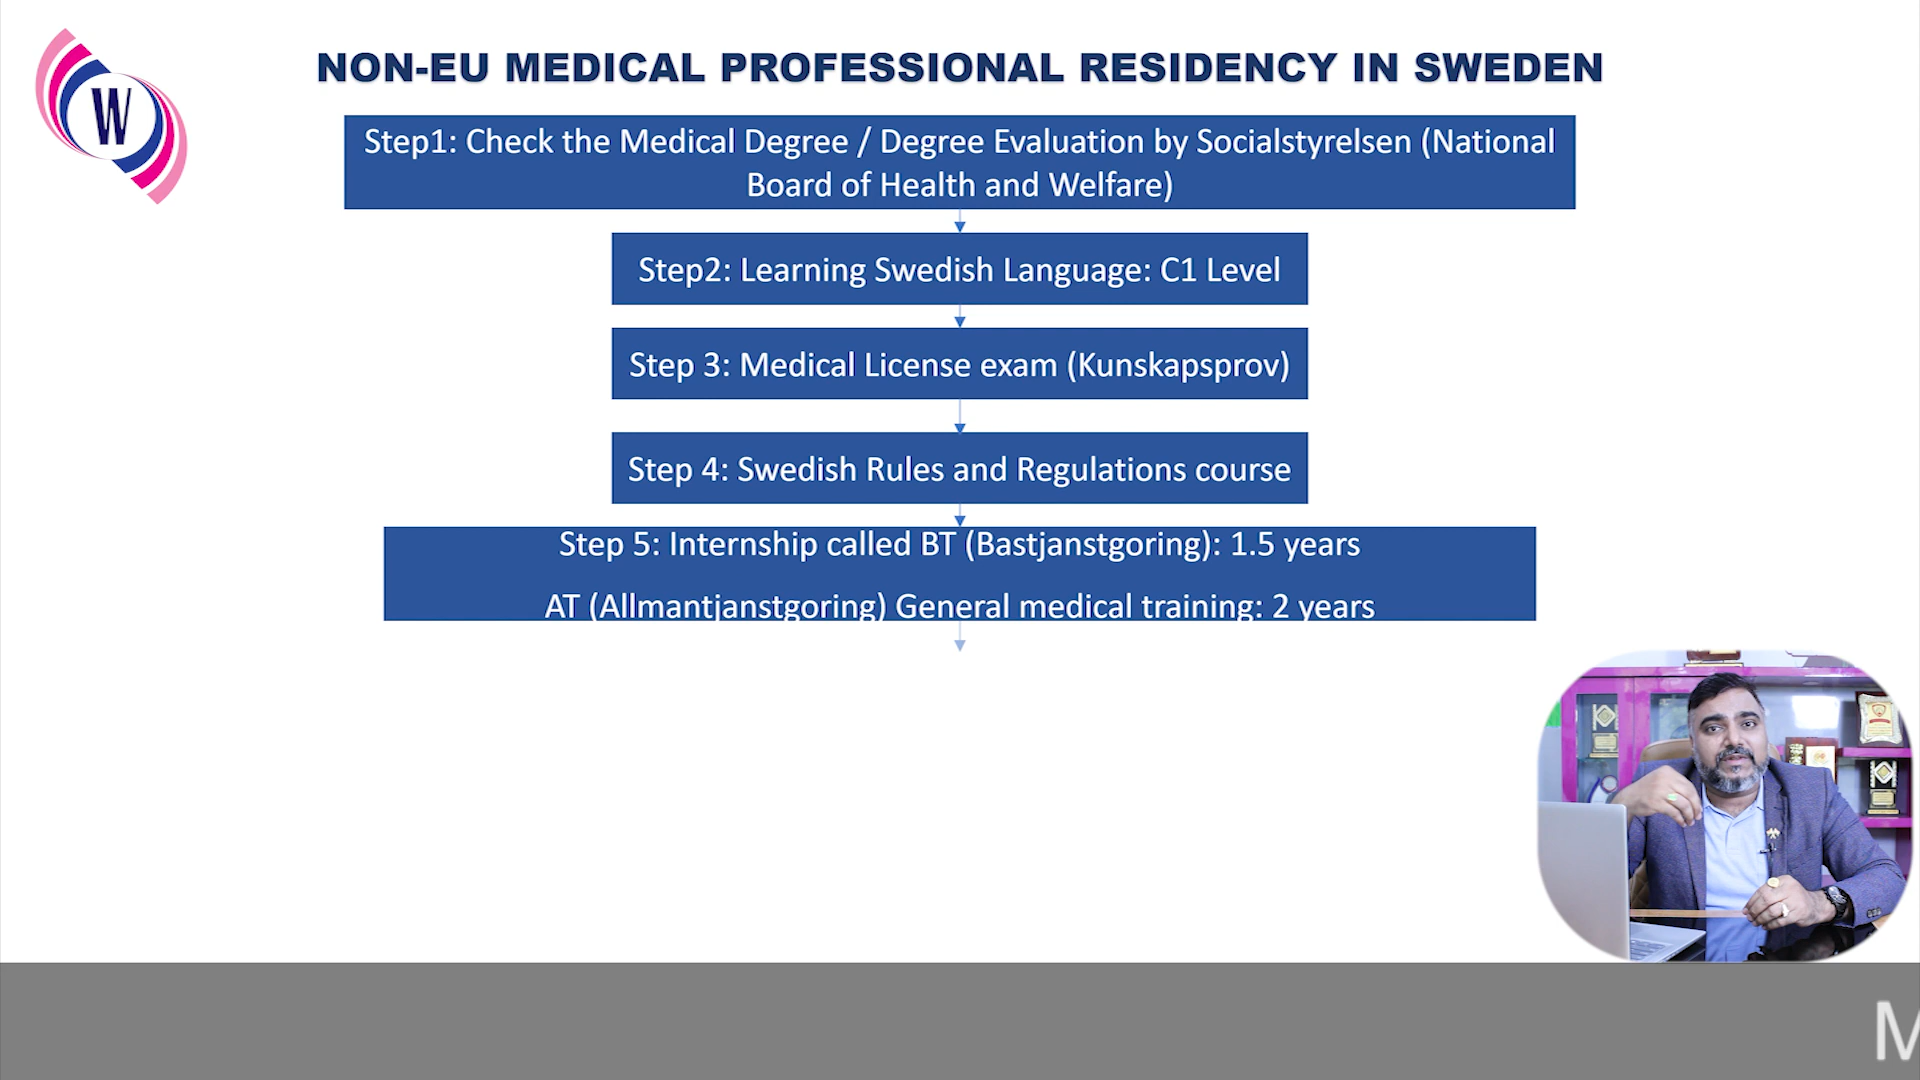 W
NON-EU MEDICAL PROFESSIONAL RESIDENCY IN SWEDEN
Step1: Check the Medical Degree / Degree Evaluation by Socialstyrelsen (National
Board of Health and Welfare)
Step2: Learning Swedish Language: C1 Level
Step 3: Medical License exam (Kunskapsprov)
Step 4: Swedish Rules and Regulations course
Step 5: Internship called BT (Bastjanstgoring): 1.5 years
AT (Allmantjanstgoring) General medical training: 2 years
M